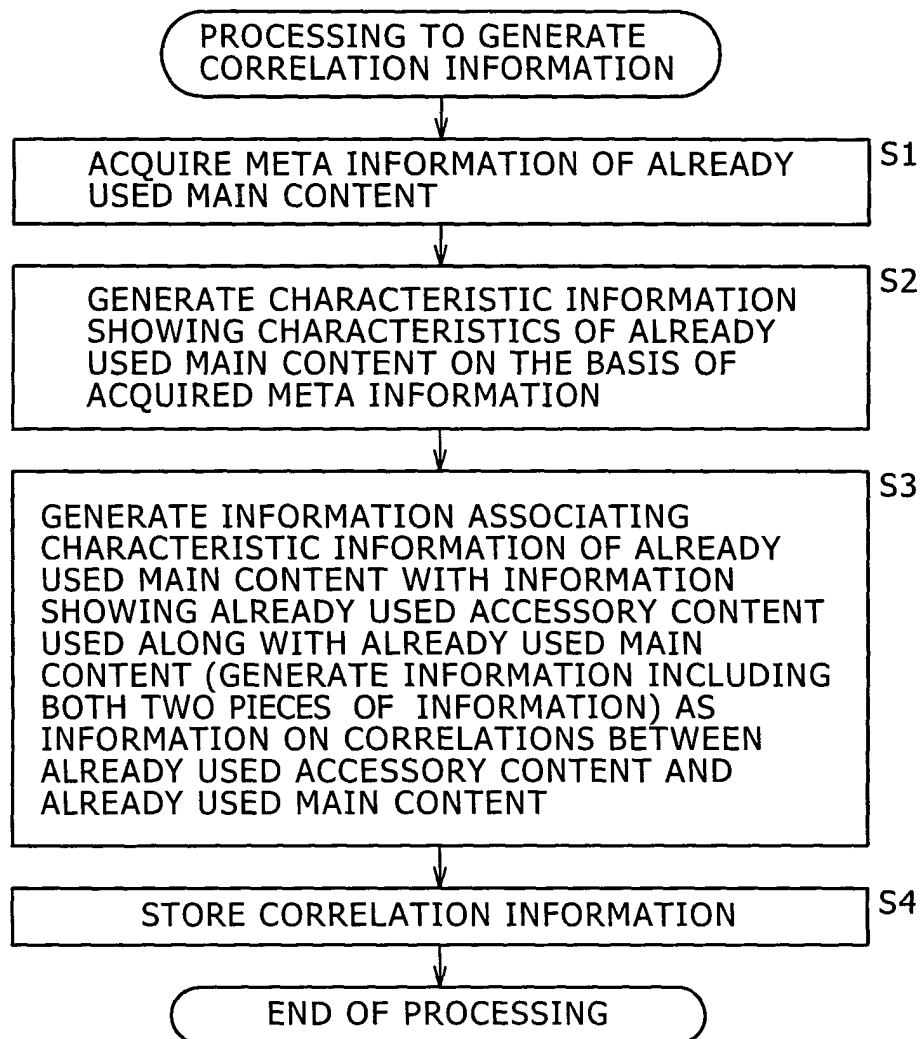 PROCESSING TO GENERATE
CORRELATION INFORMATION
ACQUIRE META INFORMATION OF ALREADY
USED MAIN CONTENT
S1
GENERATE CHARACTERISTIC INFORMATION
SHOWING CHARACTERISTICS OF ALREADY
USED MAIN CONTENT ON THE BASIS OF
ACQUIRED META INFORMATION
S2
GENERATE INFORMATION ASSOCIATING
CHARACTERISTIC INFORMATION OF ALREADY
USED MAIN CONTENT WITH INFORMATION
SHOWING ALREADY USED ACCESSORY CONTENT
USED ALONG WITH ALREADY USED MAIN
CONTENT (GENERATE INFORMATION INCLUDING
BOTH TWO PIECES OF INFORMATION) AS
INFORMATION ON CORRELATIONS BETWEEN
ALREADY USED ACCESSORY CONTENT AND
ALREADY USED MAIN CONTENT
S3
STORE CORRELATION INFORMATION
S4
END OF PROCESSING